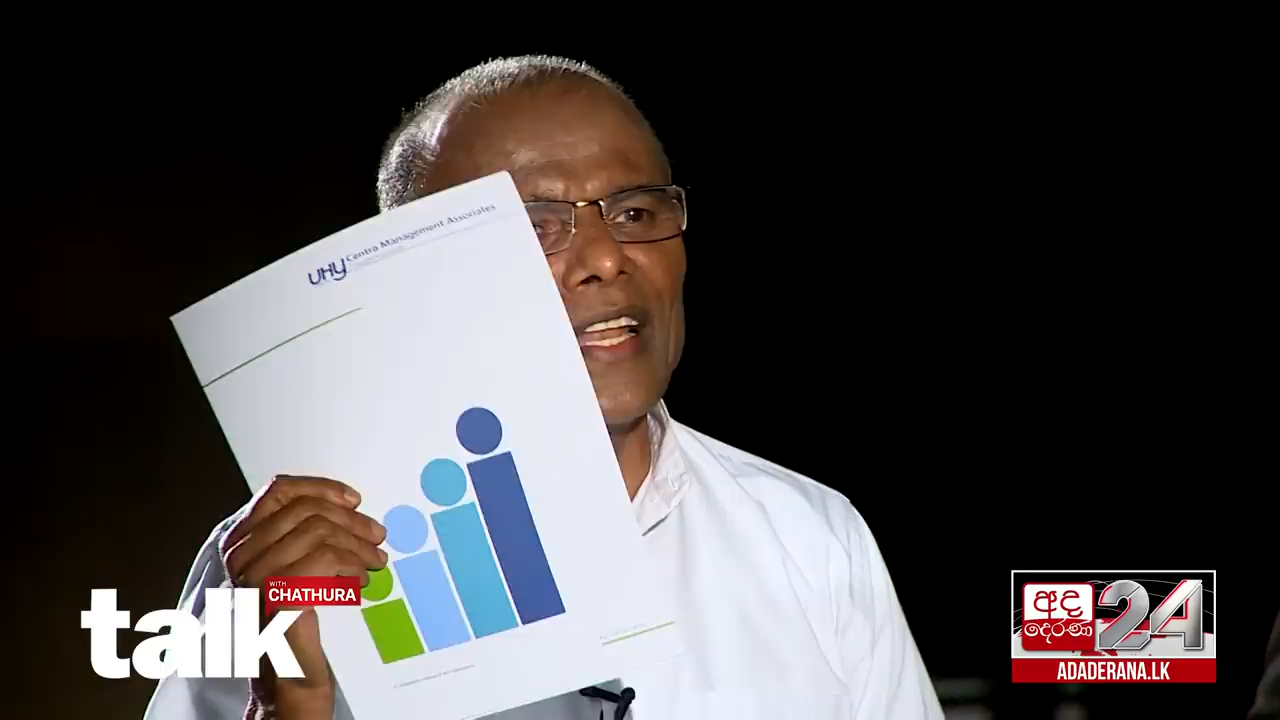 UHY Centra Management Associates
talk
WITH
CHATHURA
අද
දෙරණ
24
ADADERANA.LK